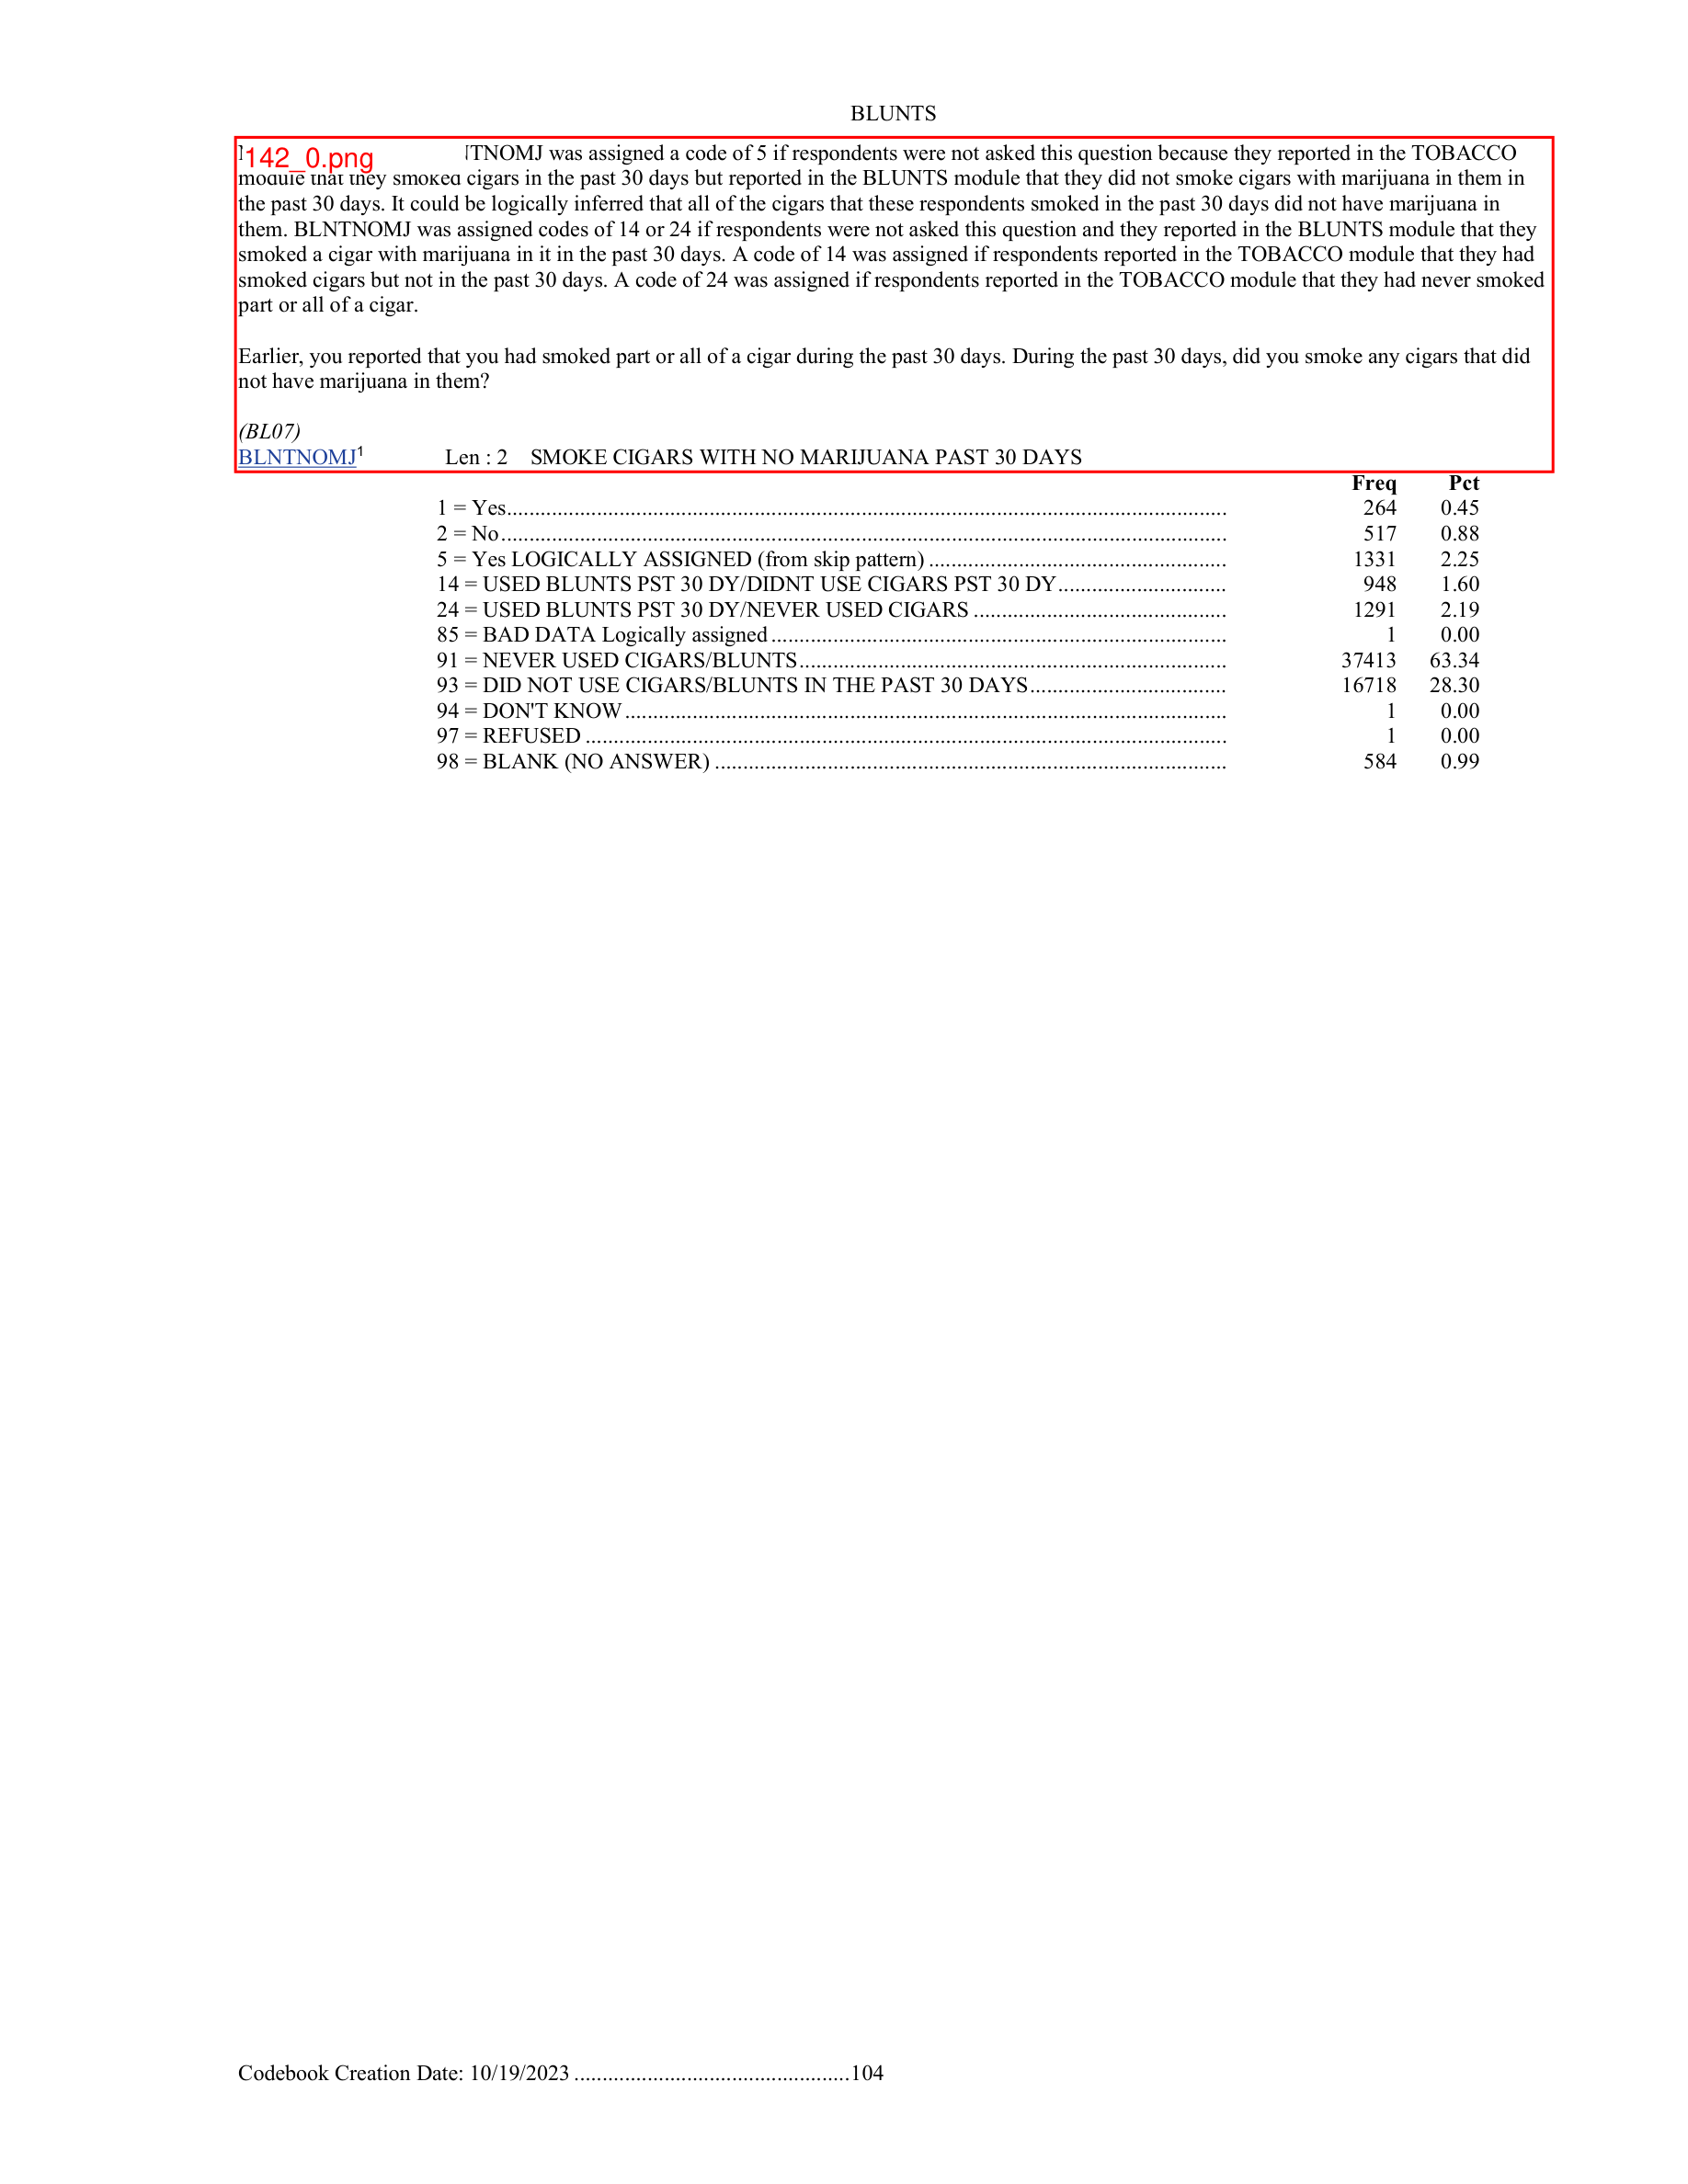 BLUNTS
142_0.png
TNOMJ was assigned a code of 5 if respondents were not asked this question because they reported in the TOBACCO
module that they smoked cigars in the past 30 days but reported in the BLUNTS module that they did not smoke cigars with marijuana in them in
the past 30 days. It could be logically inferred that all of the cigars that these respondents smoked in the past 30 days did not have marijuana in
them. BLNTNOMJ was assigned codes of 14 or 24 if respondents were not asked this question and they reported in the BLUNTS module that they
smoked a cigar with marijuana in it in the past 30 days. A code of 14 was assigned if respondents reported in the TOBACCO module that they had
smoked cigars but not in the past 30 days. A code of 24 was assigned if respondents reported in the TOBACCO module that they had never smoked
part or all of a cigar.
Earlier, you reported that you had smoked part or all of a cigar during the past 30 days. During the past 30 days, did you smoke any cigars that did
not have marijuana in them?
(BL07)
BLNTNOMJ¹ Len : 2 SMOKE CIGARS WITH NO MARIJUANA PAST 30 DAYS
Freq Pct
1 = Yes................................................................ 264 0.45
2 = No................................................................ 517 0.88
5 = Yes LOGICALLY ASSIGNED (from skip pattern) ................................ 1331 2.25
14 = USED BLUNTS PST 30 DY/DIDNT USE CIGARS PST 30 DY.............................. 948 1.60
24 = USED BLUNTS PST 30 DY/NEVER USED CIGARS ............................................. 1291 2.19
85 = BAD DATA Logically assigned ................................................................ 1 0.00
91 = NEVER USED CIGARS/BLUNTS................................................................ 37413 63.34
93 = DID NOT USE CIGARS/BLUNTS IN THE PAST 30 DAYS................................... 16718 28.30
94 = DON'T KNOW ................................................................ 1 0.00
97 = REFUSED ................................................................ 1 0.00
98 = BLANK (NO ANSWER) ................................................................ 584 0.99
Codebook Creation Date: 10/19/2023 .................................................104